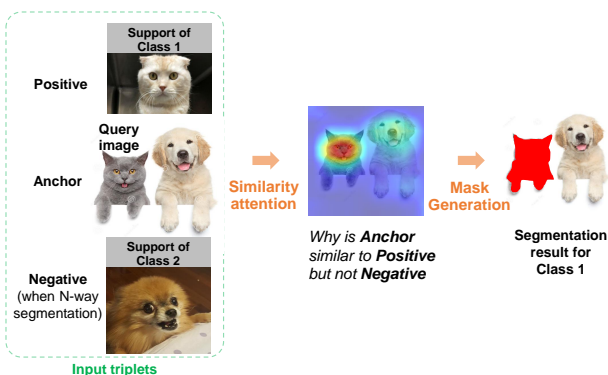 Support of
Class 1
Positive
Query
image
Anchor
Support of
Class 2
Negative
(when N-way
segmentation)
Input triplets
Similarity
attention
Why is Anchor
similar to Positive
but not Negative
Mask
Generation
Segmentation
result for
Class 1